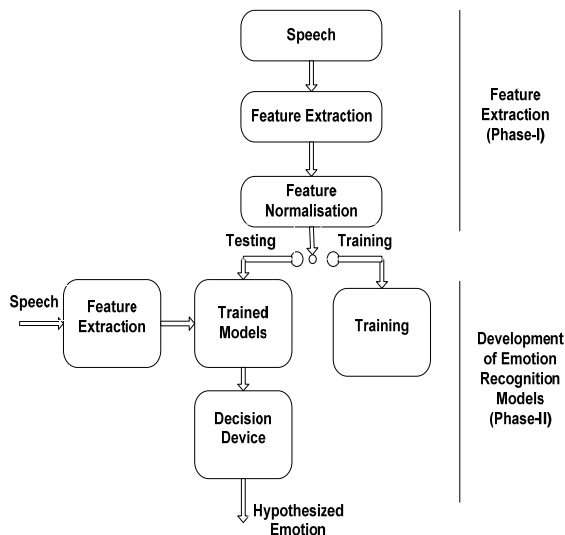 Speech
Feature Extraction
Feature
Normalisation
Feature
Extraction
(Phase-I)
Testing
Training
Speech
Feature
Extraction
Trained
Models
Training
Decision
Device
Hypothesized
Emotion
Development
of Emotion
Recognition
Models
(Phase-II)